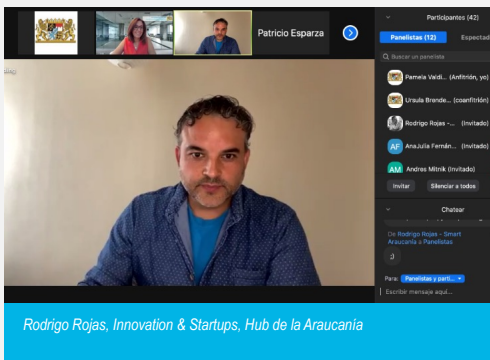 Participantes (42)
Patricio Esparza
Panelistas (12)
Espectad
Buscar un panelista
Pamela Valdi... (Anfitrión, yo)
Ursula Brende... (coanfitrión)
Rodrigo Rojas -... (Invitado)
AF AnaJulia Fernán... (Invitado)
AM Andres Mitnik (Invitado)
Invitar
Silenciar a todos
Chatear
De Rodrigo Rojas - Smart
Araucanía a Panelistas
;)
Para: Panelistas y parti...
Escribir mensaje aquí...
Rodrigo Rojas, Innovation & Startups, Hub de la Araucanía